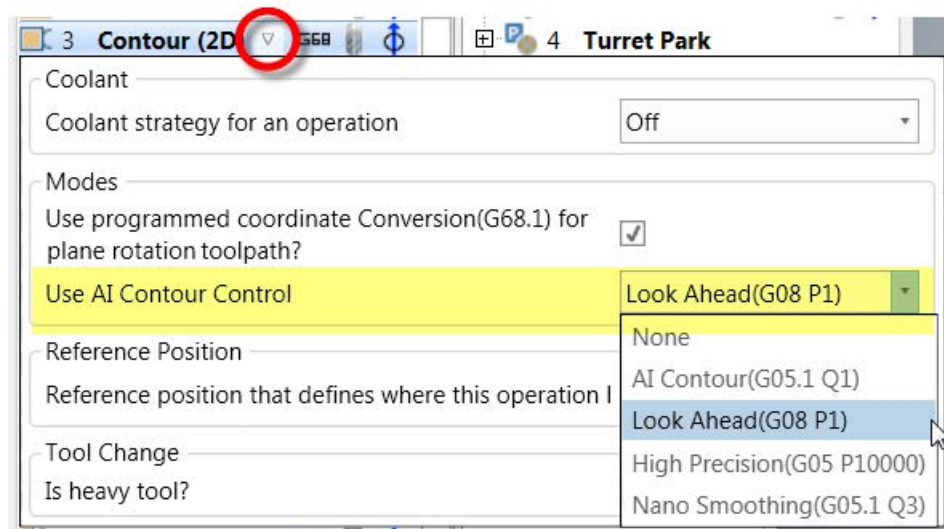 3 Contour (2D G68 P 4 Turret Park
Coolant
Coolant strategy for an operation Off
Modes
Use programmed coordinate Conversion(G68.1) for
plane rotation toolpath?
Use AI Contour Control Look Ahead(G08 P1)
None
Reference Position
AI Contour(G05.1 Q1)
Reference position that defines where this operation
Look Ahead(G08 P1)
Tool Change
High Precision(G05 P10000)
Is heavy tool?
Nano Smoothing(G05.1 Q3)